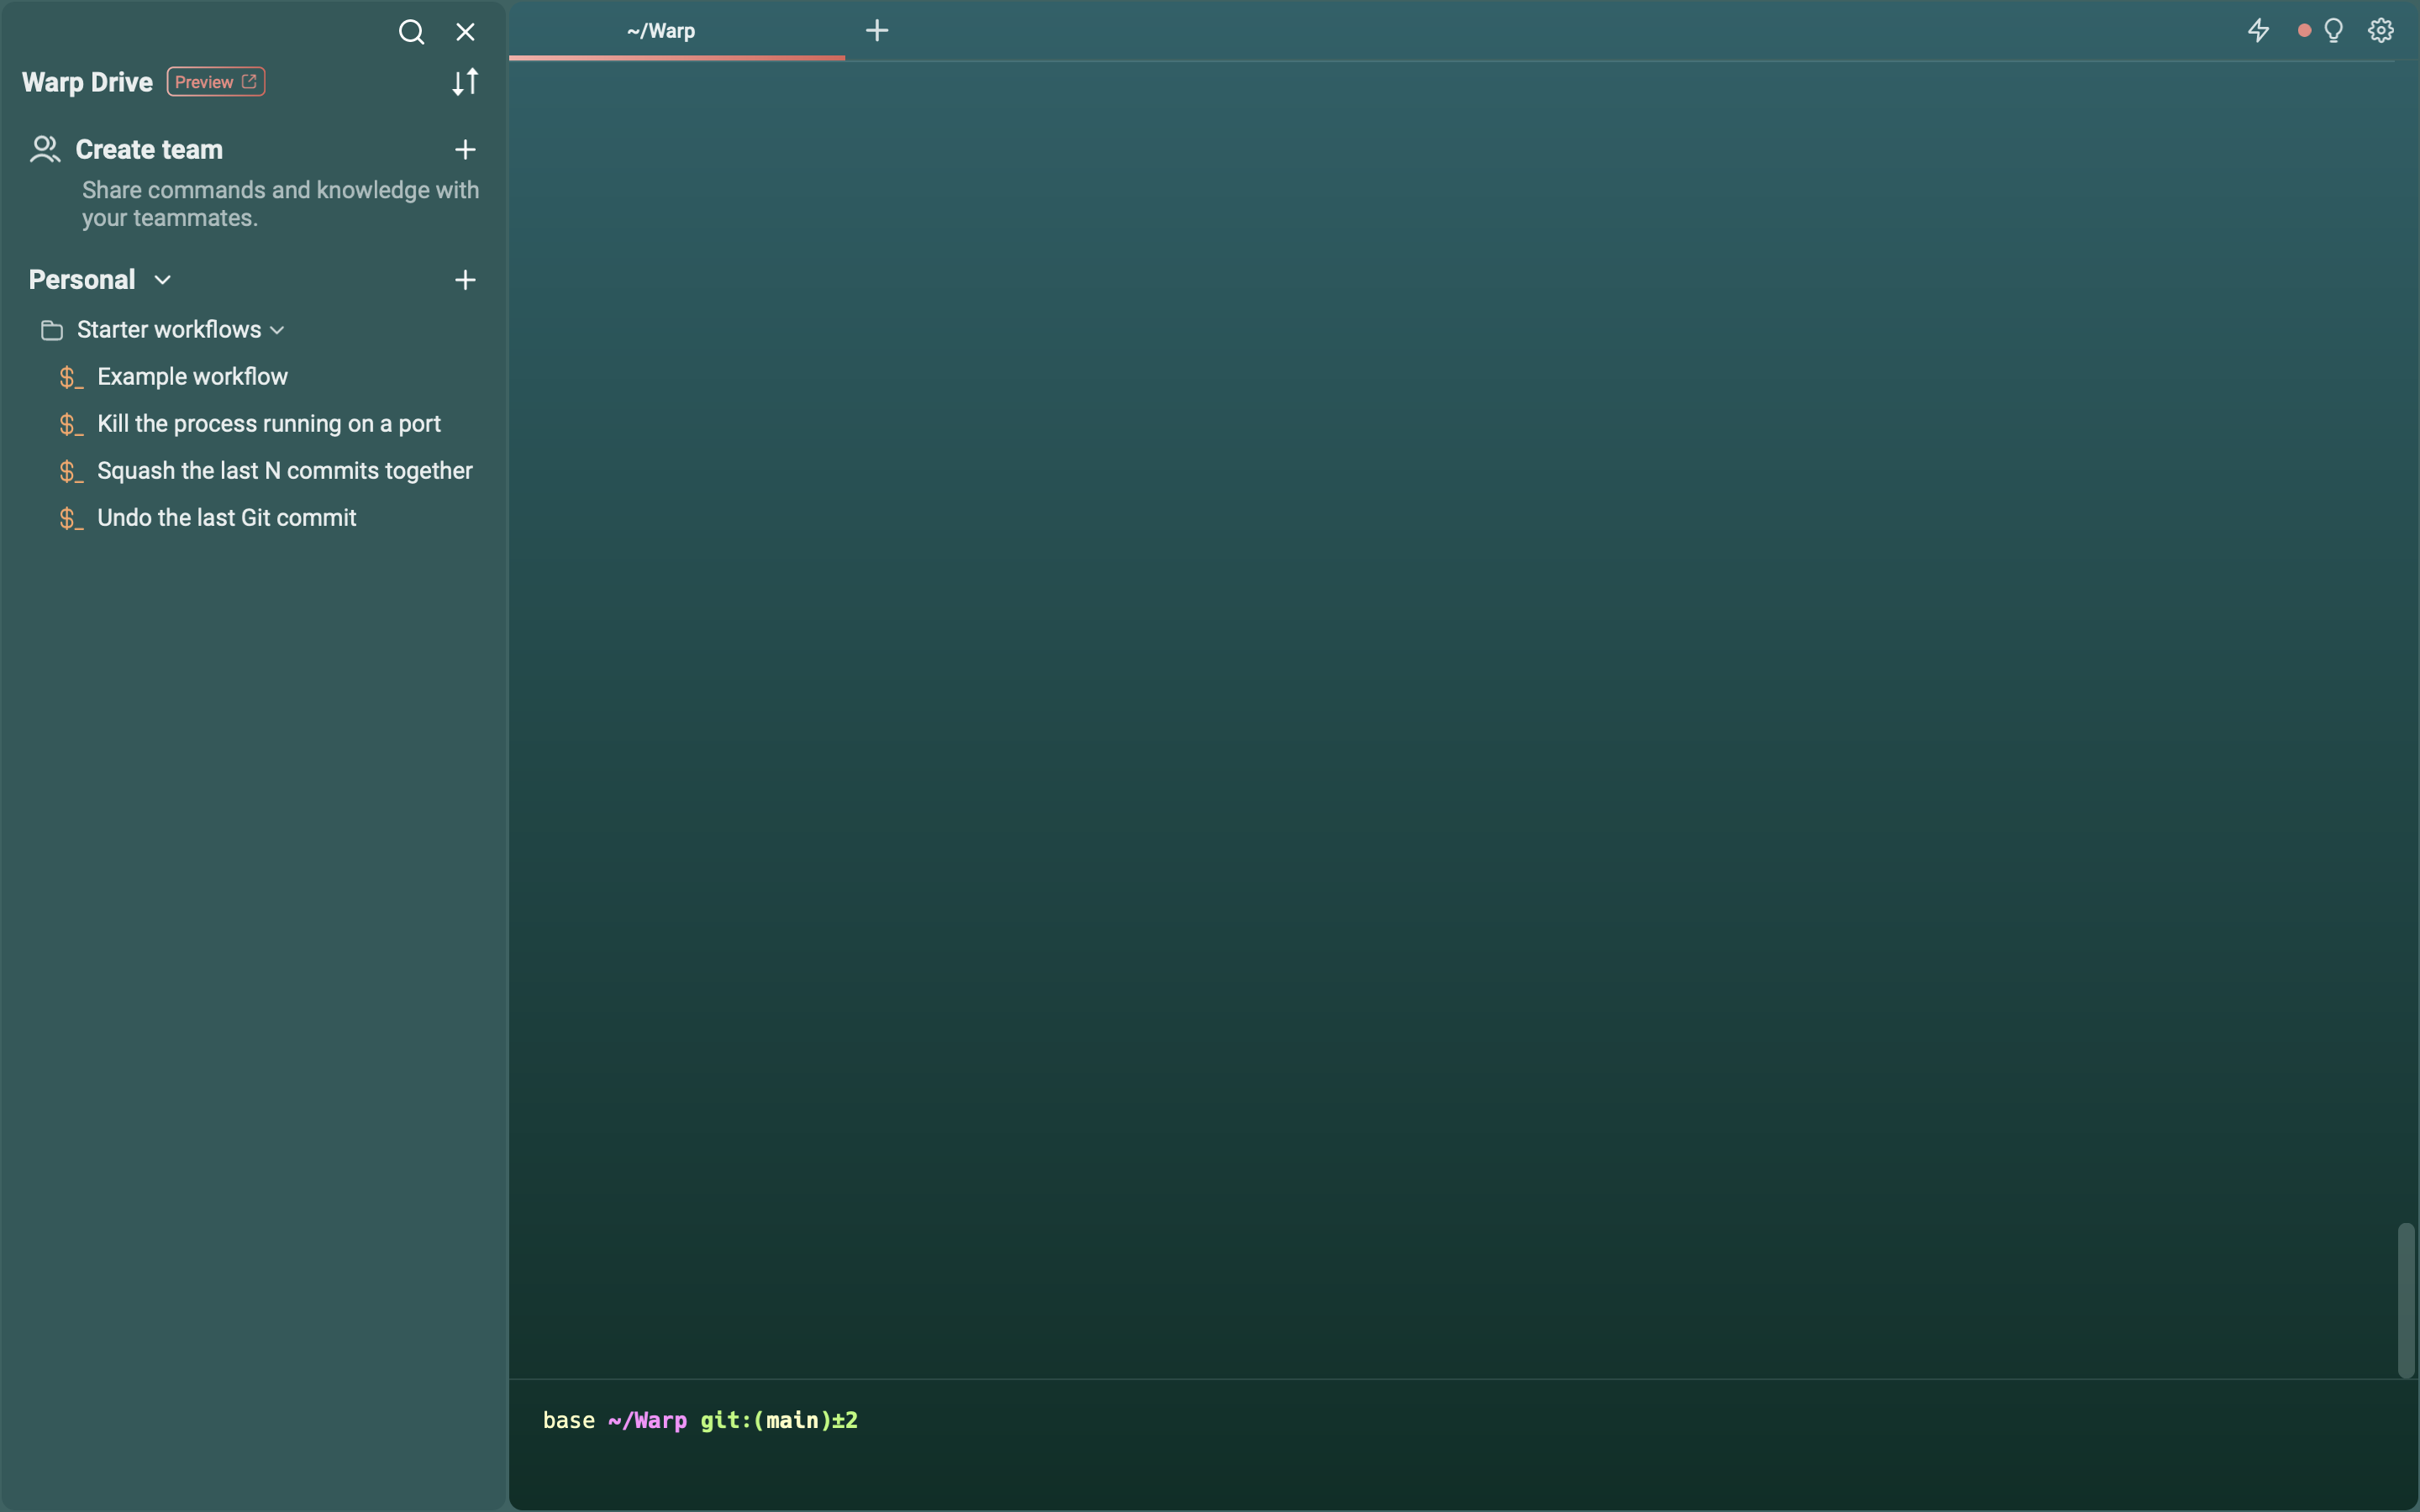 ~/Warp
Warp Drive Preview
Create team
Share commands and knowledge with
your teammates.
Personal
Starter workflows
$_ Example workflow
$_ Kill the process running on a port
$_ Squash the last N commits together
$_ Undo the last Git commit
base ~/Warp git:(main)±2